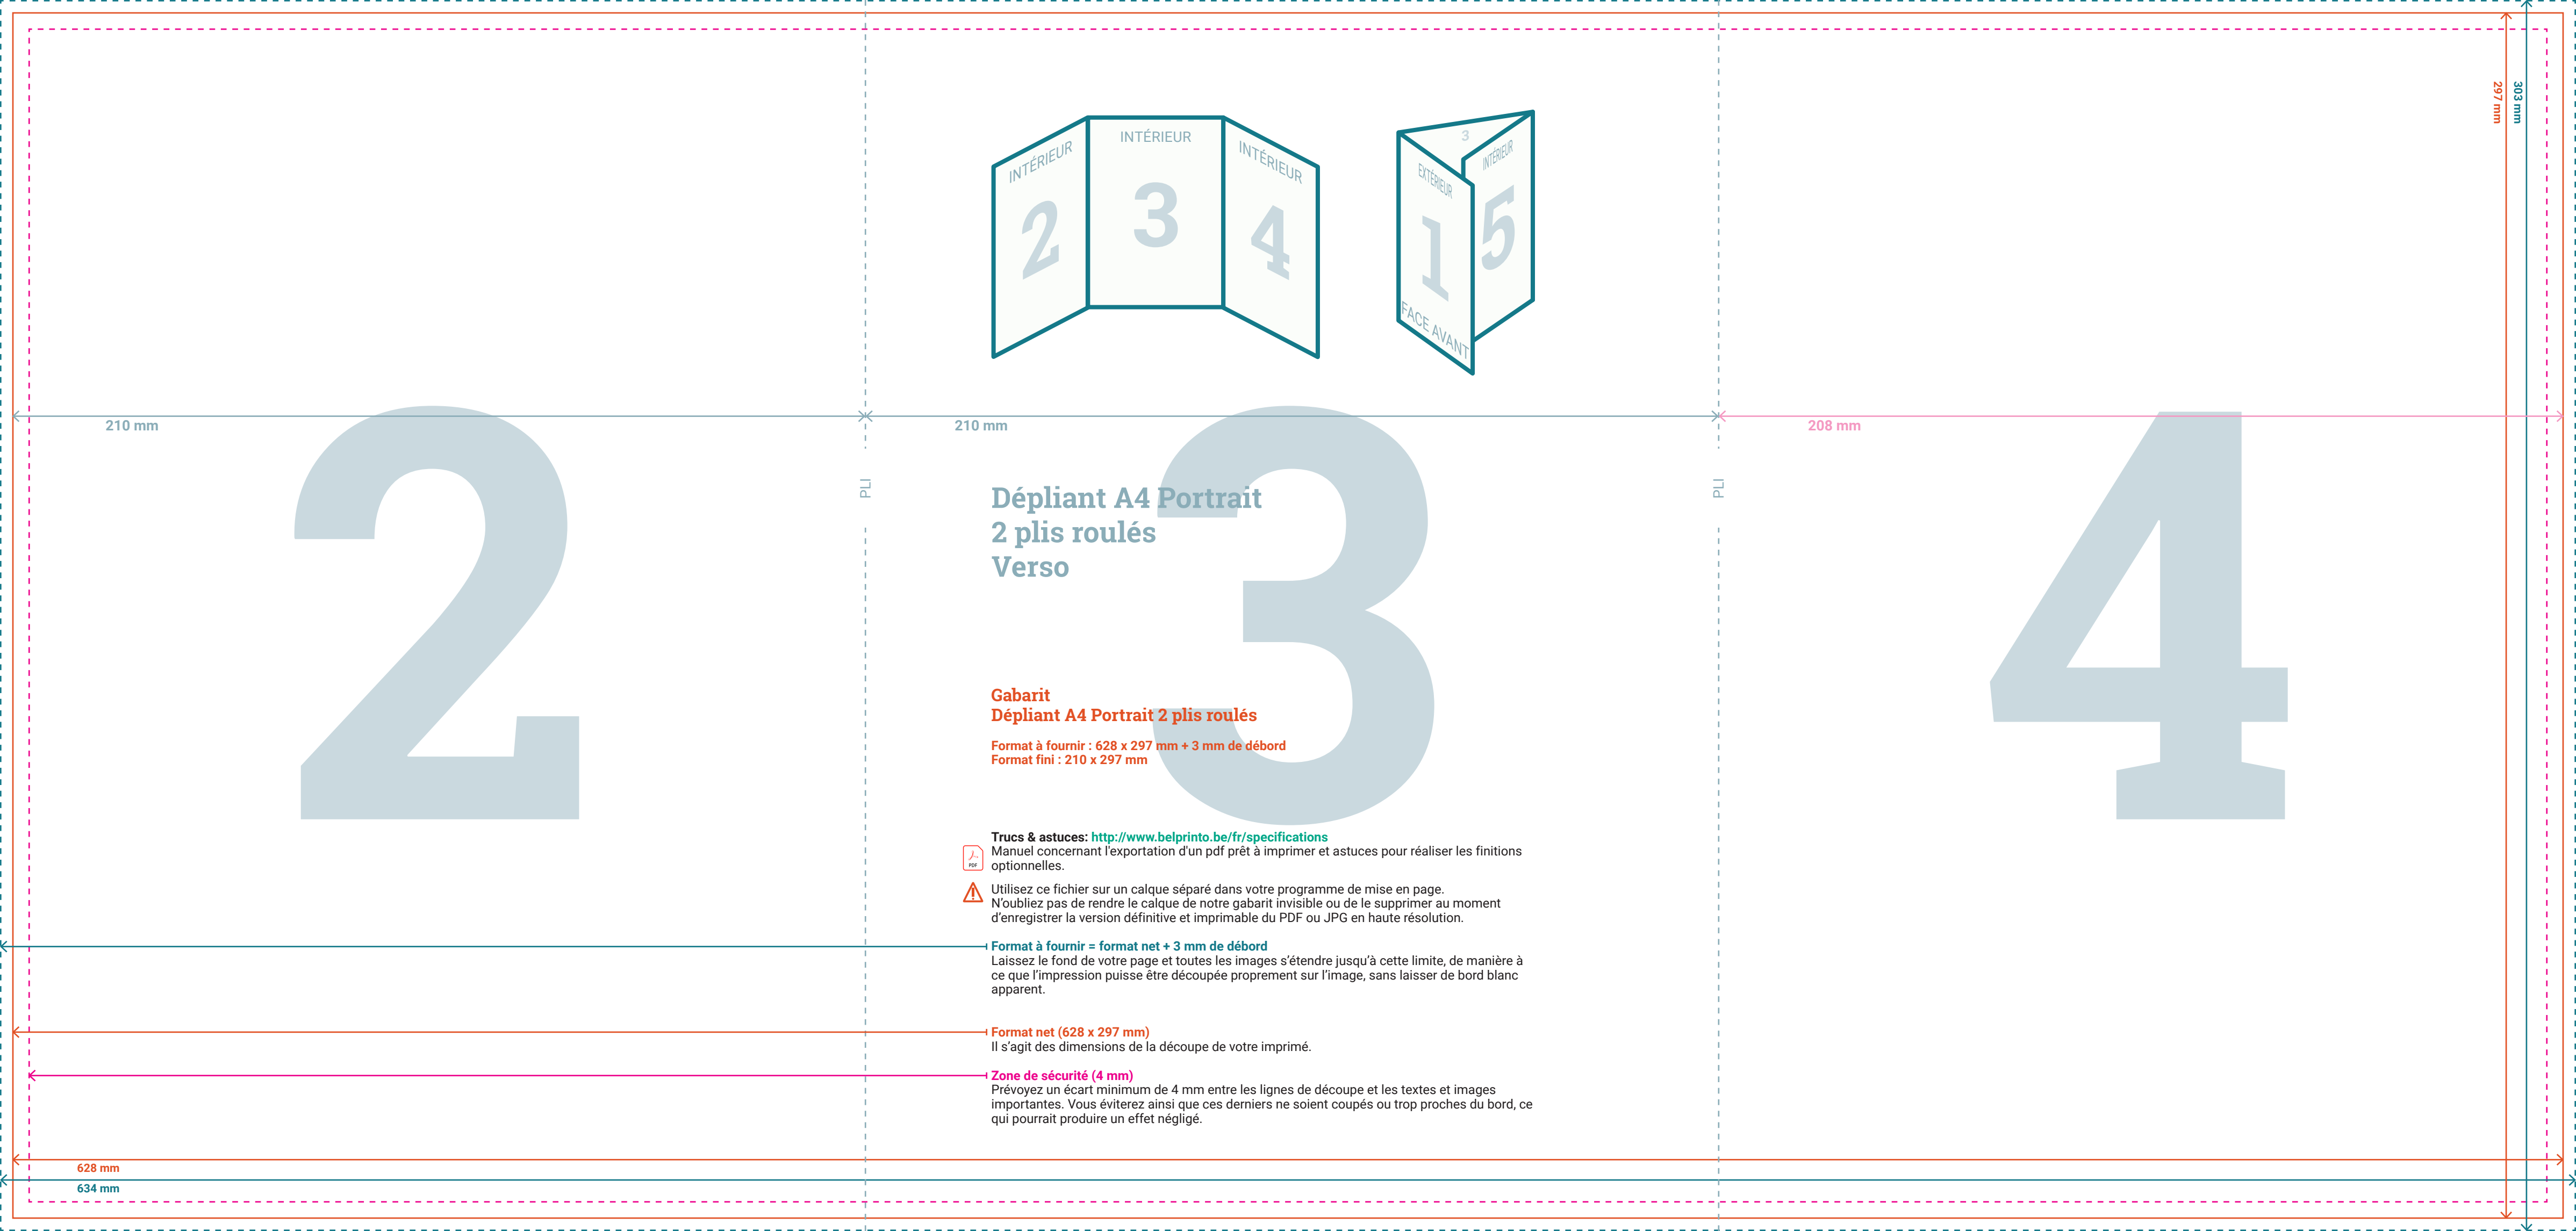 297 mm
303 mm
INTÉRIEUR
2
INTÉRIEUR
3
INTÉRIEUR
4
3
EXTÉRIEUR
1
FACE AVANT
INTÉRIEUR
5
210 mm
210 mm
208 mm
2
3
4
PLI
PLI
Dépliant A4 Portrait
2 plis roulés
Verso
Gabarit
Dépliant A4 Portrait 2 plis roulés
Format à fournir : 628 x 297 mm + 3 mm de débord
Format fini : 210 x 297 mm
Trucs & astuces: http://www.belprinto.be/fr/specifications
PDF
Manuel concernant l'exportation d'un pdf prêt à imprimer et astuces pour réaliser les finitions
optionnelles.
Utilisez ce fichier sur un calque séparé dans votre programme de mise en page.
N’oubliez pas de rendre le calque de notre gabarit invisible ou de le supprimer au moment
d’enregistrer la version définitive et imprimable du PDF ou JPG en haute résolution.
Format à fournir = format net + 3 mm de débord
Laissez le fond de votre page et toutes les images s’étendre jusqu’à cette limite, de manière à
ce que l’impression puisse être découpée proprement sur l’image, sans laisser de bord blanc
apparent.
Format net (628 x 297 mm)
Il s’agit des dimensions de la découpe de votre imprimé.
Zone de sécurité (4 mm)
Prévoyez un écart minimum de 4 mm entre les lignes de découpe et les textes et images
importantes. Vous éviterez ainsi que ces derniers ne soient coupés ou trop proches du bord, ce
qui pourrait produire un effet négligé.
628 mm
634 mm